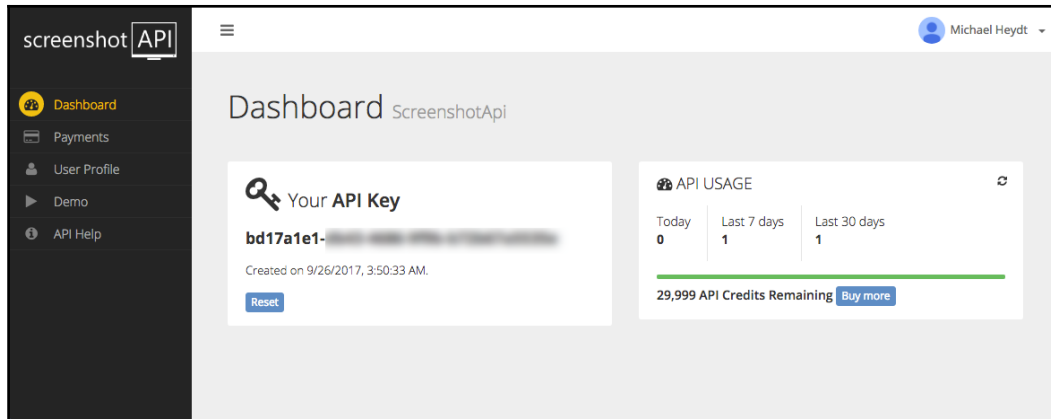 screenshot API
Michael Heydt
Dashboard
Payments
User Profile
Demo
API Help
Dashboard ScreenshotApi
Your API Key
bd17a1e1-
Created on 9/26/2017, 3:50:33 AM.
Reset
API USAGE
Today Last 7 days Last 30 days
0 1 1
29,999 API Credits Remaining Buy more